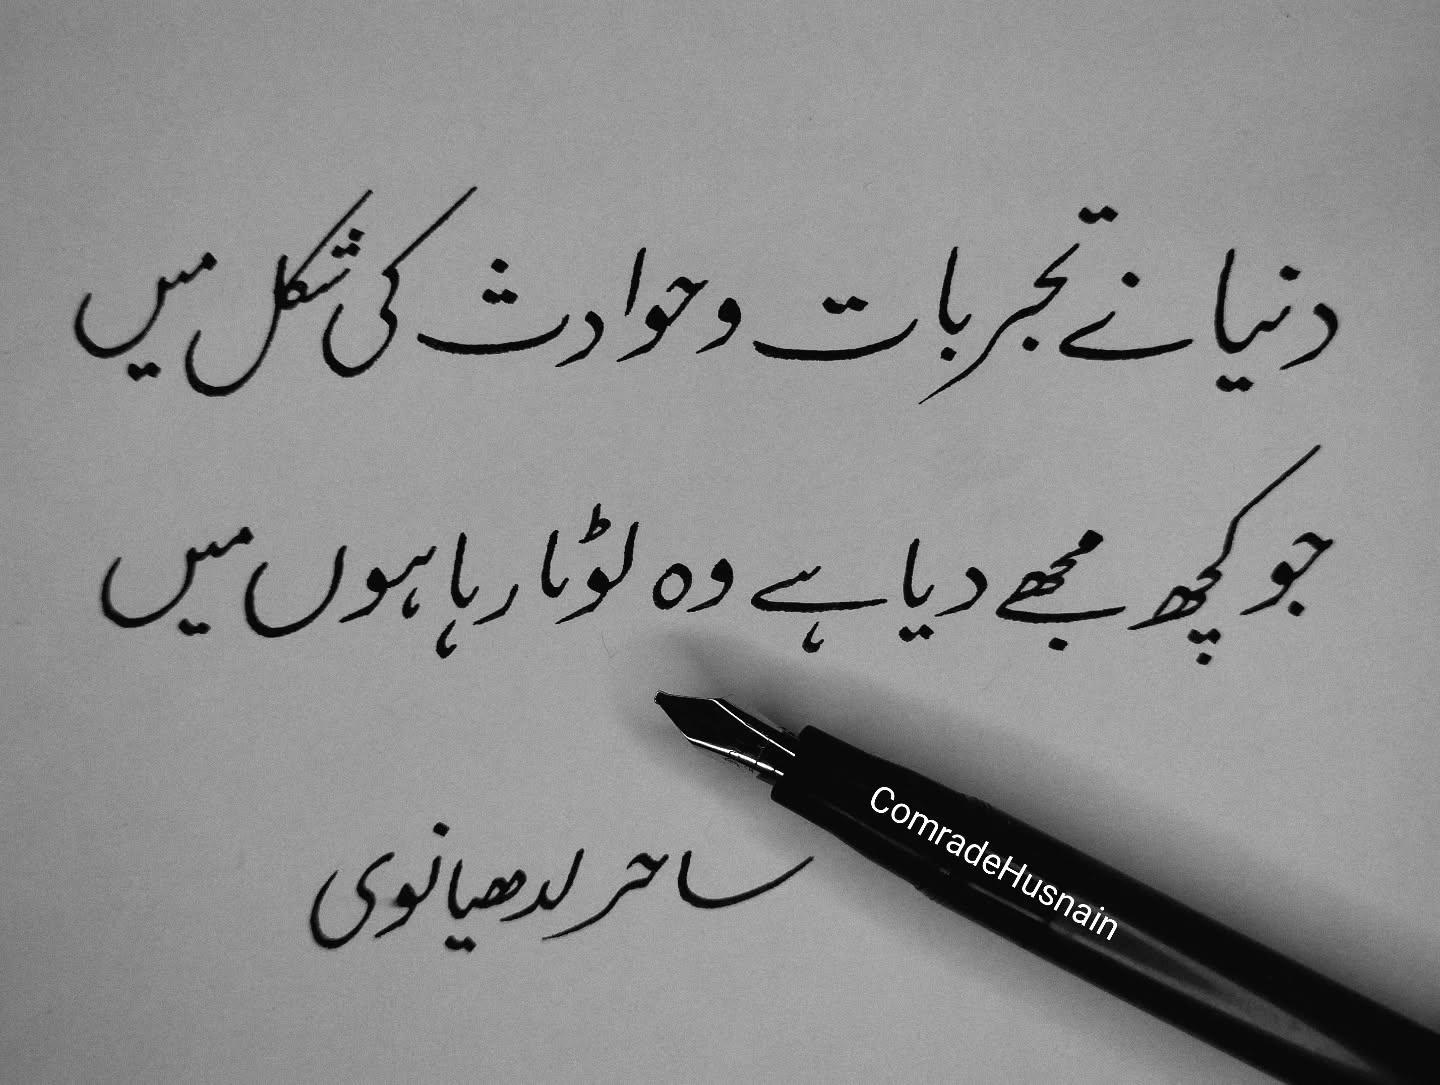 دنیا نے تجربات و حوادث کی شکل میں
جو کچھ مجھے دیا ہے وہ لوٹا رہا ہوں میں
ساحر لدھیانوی
ComradeHusnain